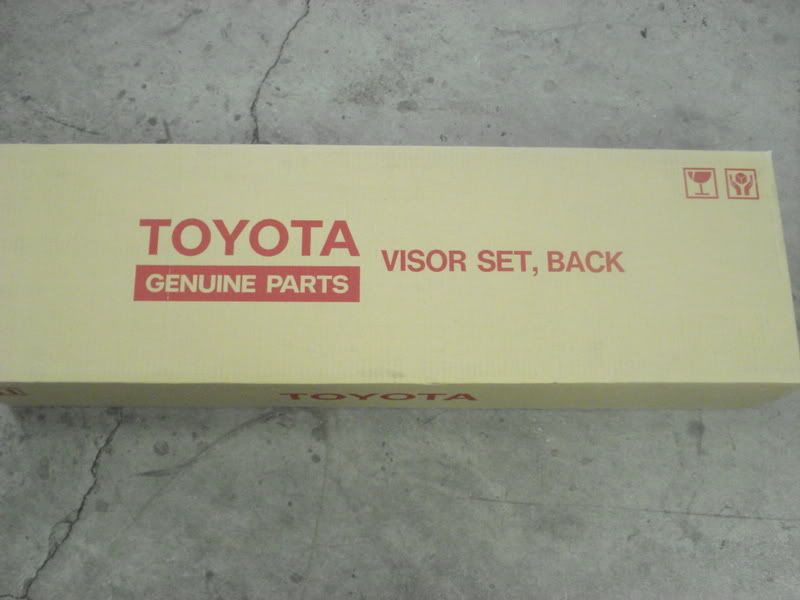 TOYOTA
GENUINE PARTS
VISOR SET, BACK
TOYOTA